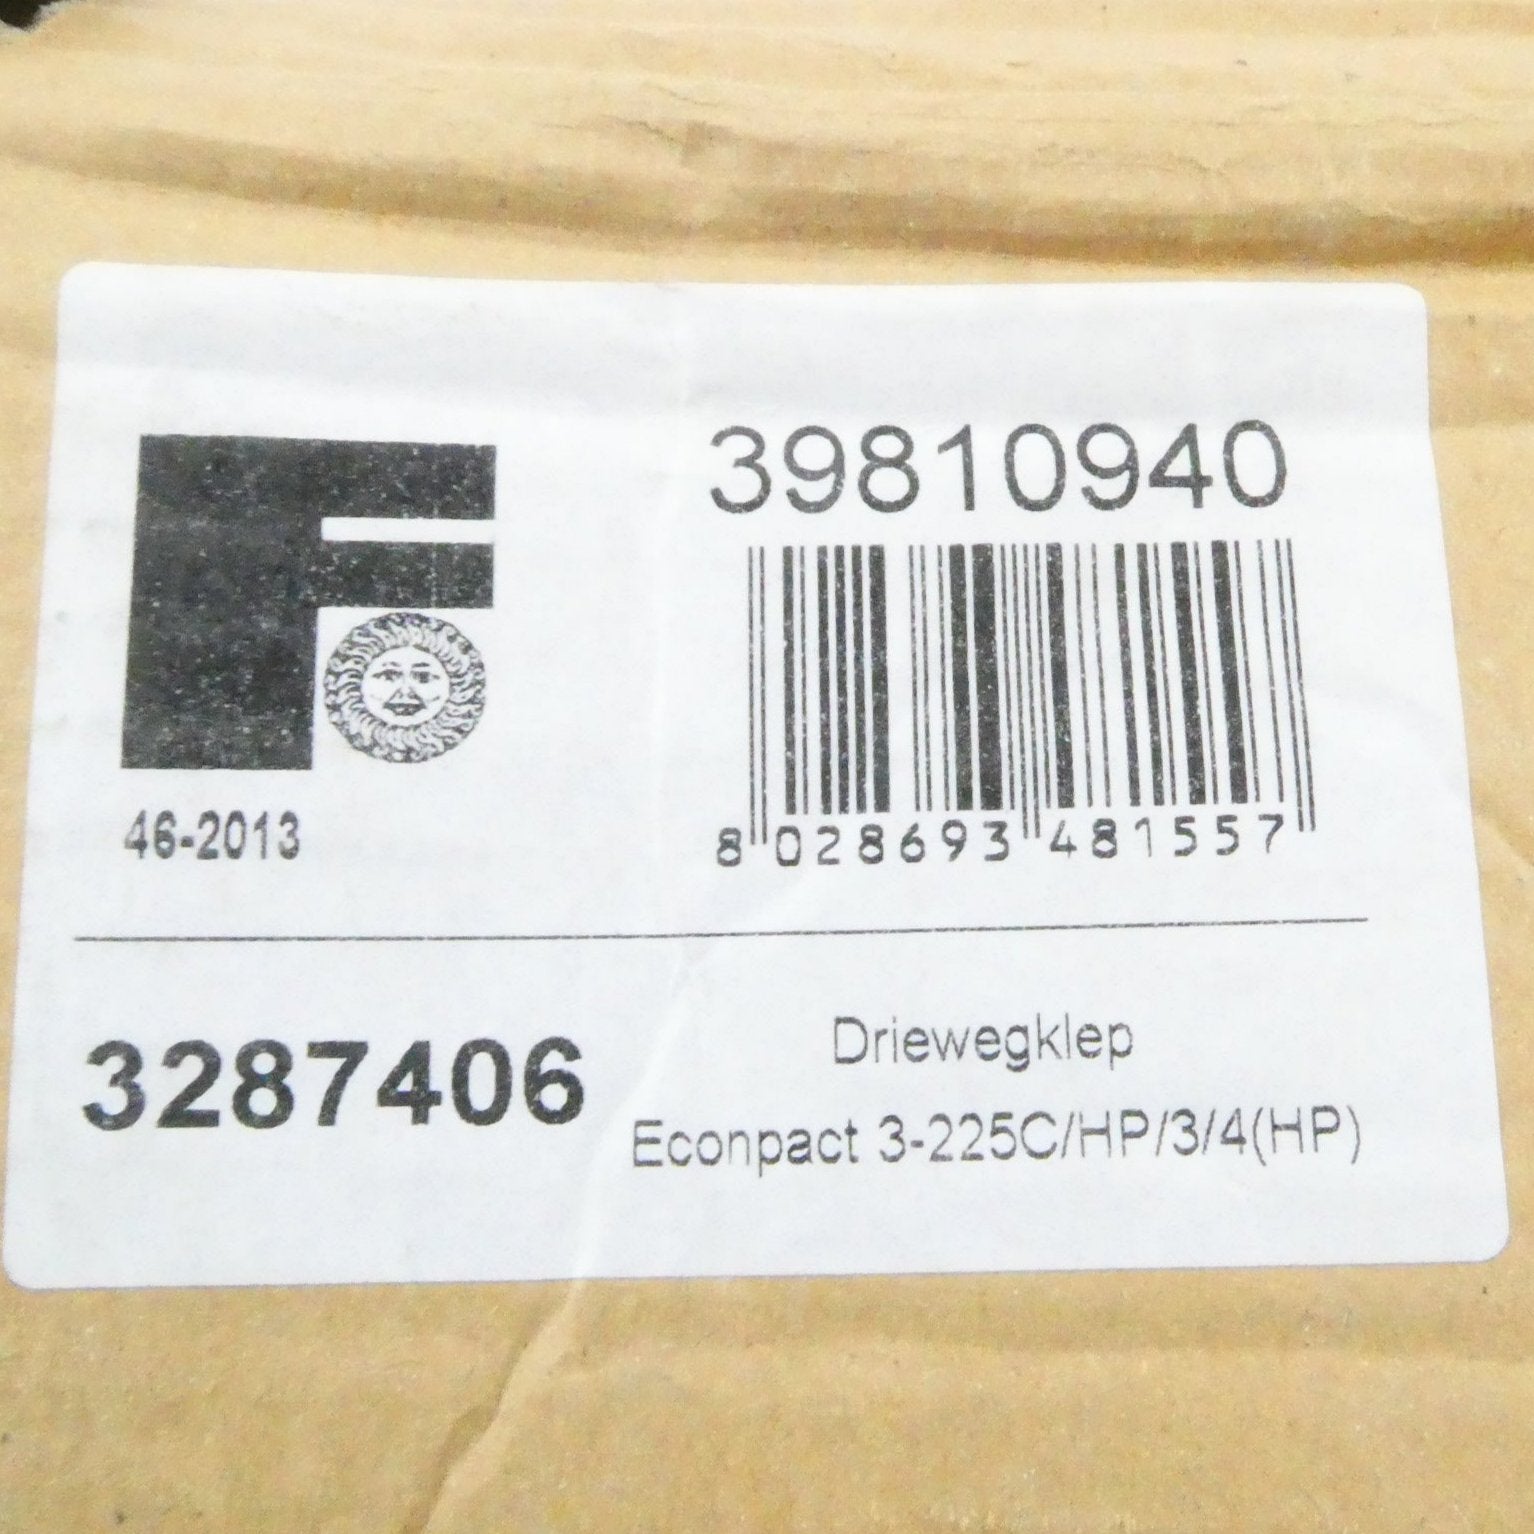 F
39810940
8 028693 481557
46-2013
3287406
Driewegklep
Econpact 3-225C/HP/3/4(HP)